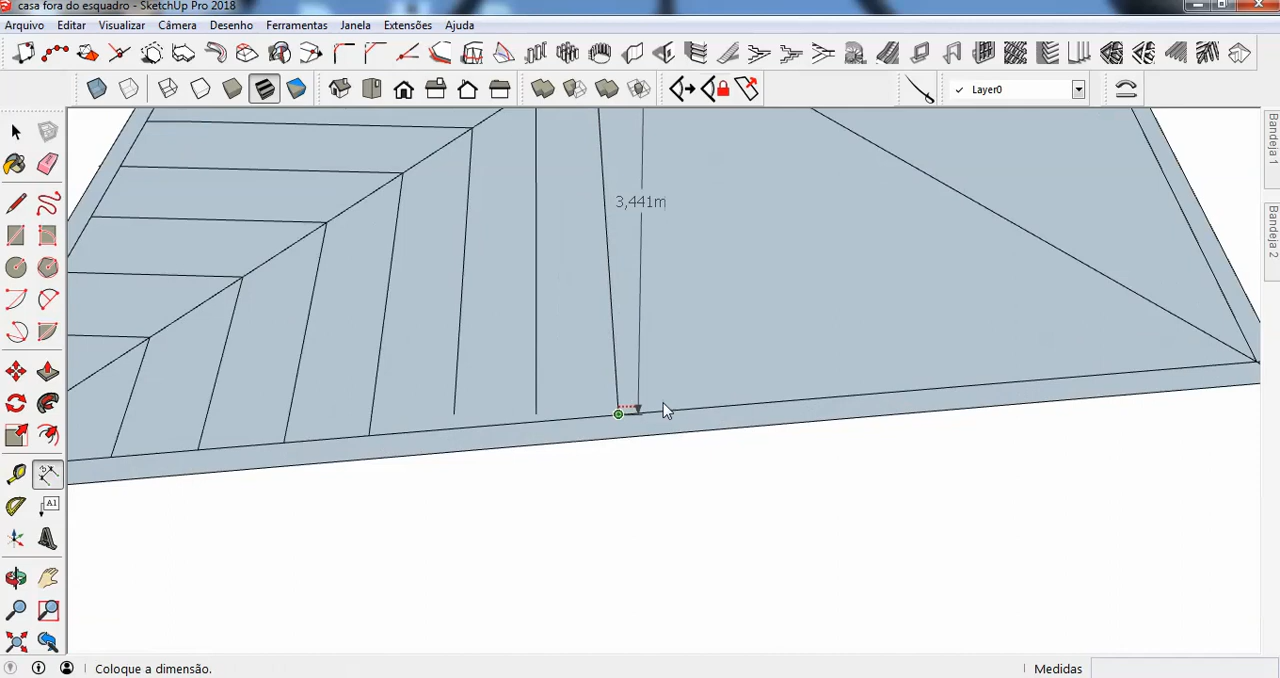 casa fora do esquadro - SketchUp Pro 2018
Arquivo Editar Visualizar Câmera Desenho Ferramentas Janela Extensões Ajuda
Layer0
Bandeja 1
Bandeja 2
3,441m
A1
Coloque a dimensão.
Medidas